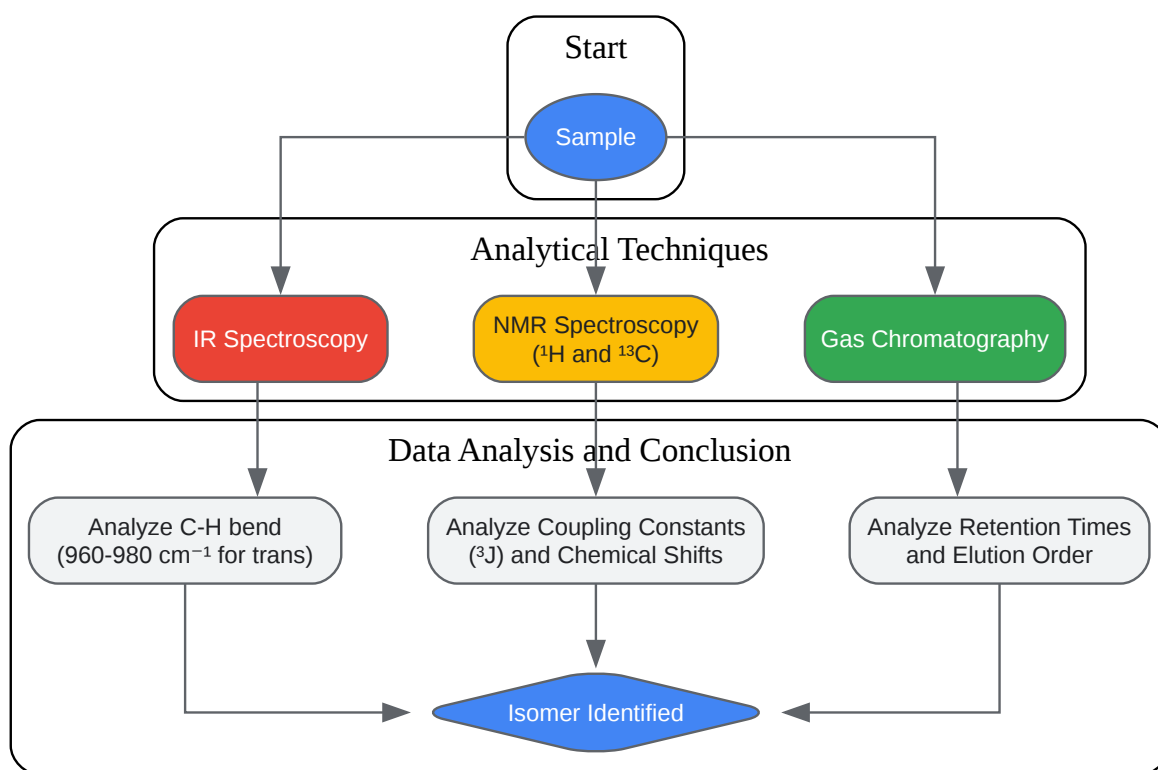 Start
Sample
Analytical Techniques
IR Spectroscopy
NMR Spectroscopy
(¹H and ¹³C)
Gas Chromatography
Data Analysis and Conclusion
Analyze C-H bend
(960-980 cm⁻¹ for trans)
Analyze Coupling Constants
(³J) and Chemical Shifts
Analyze Retention Times
and Elution Order
Isomer Identified